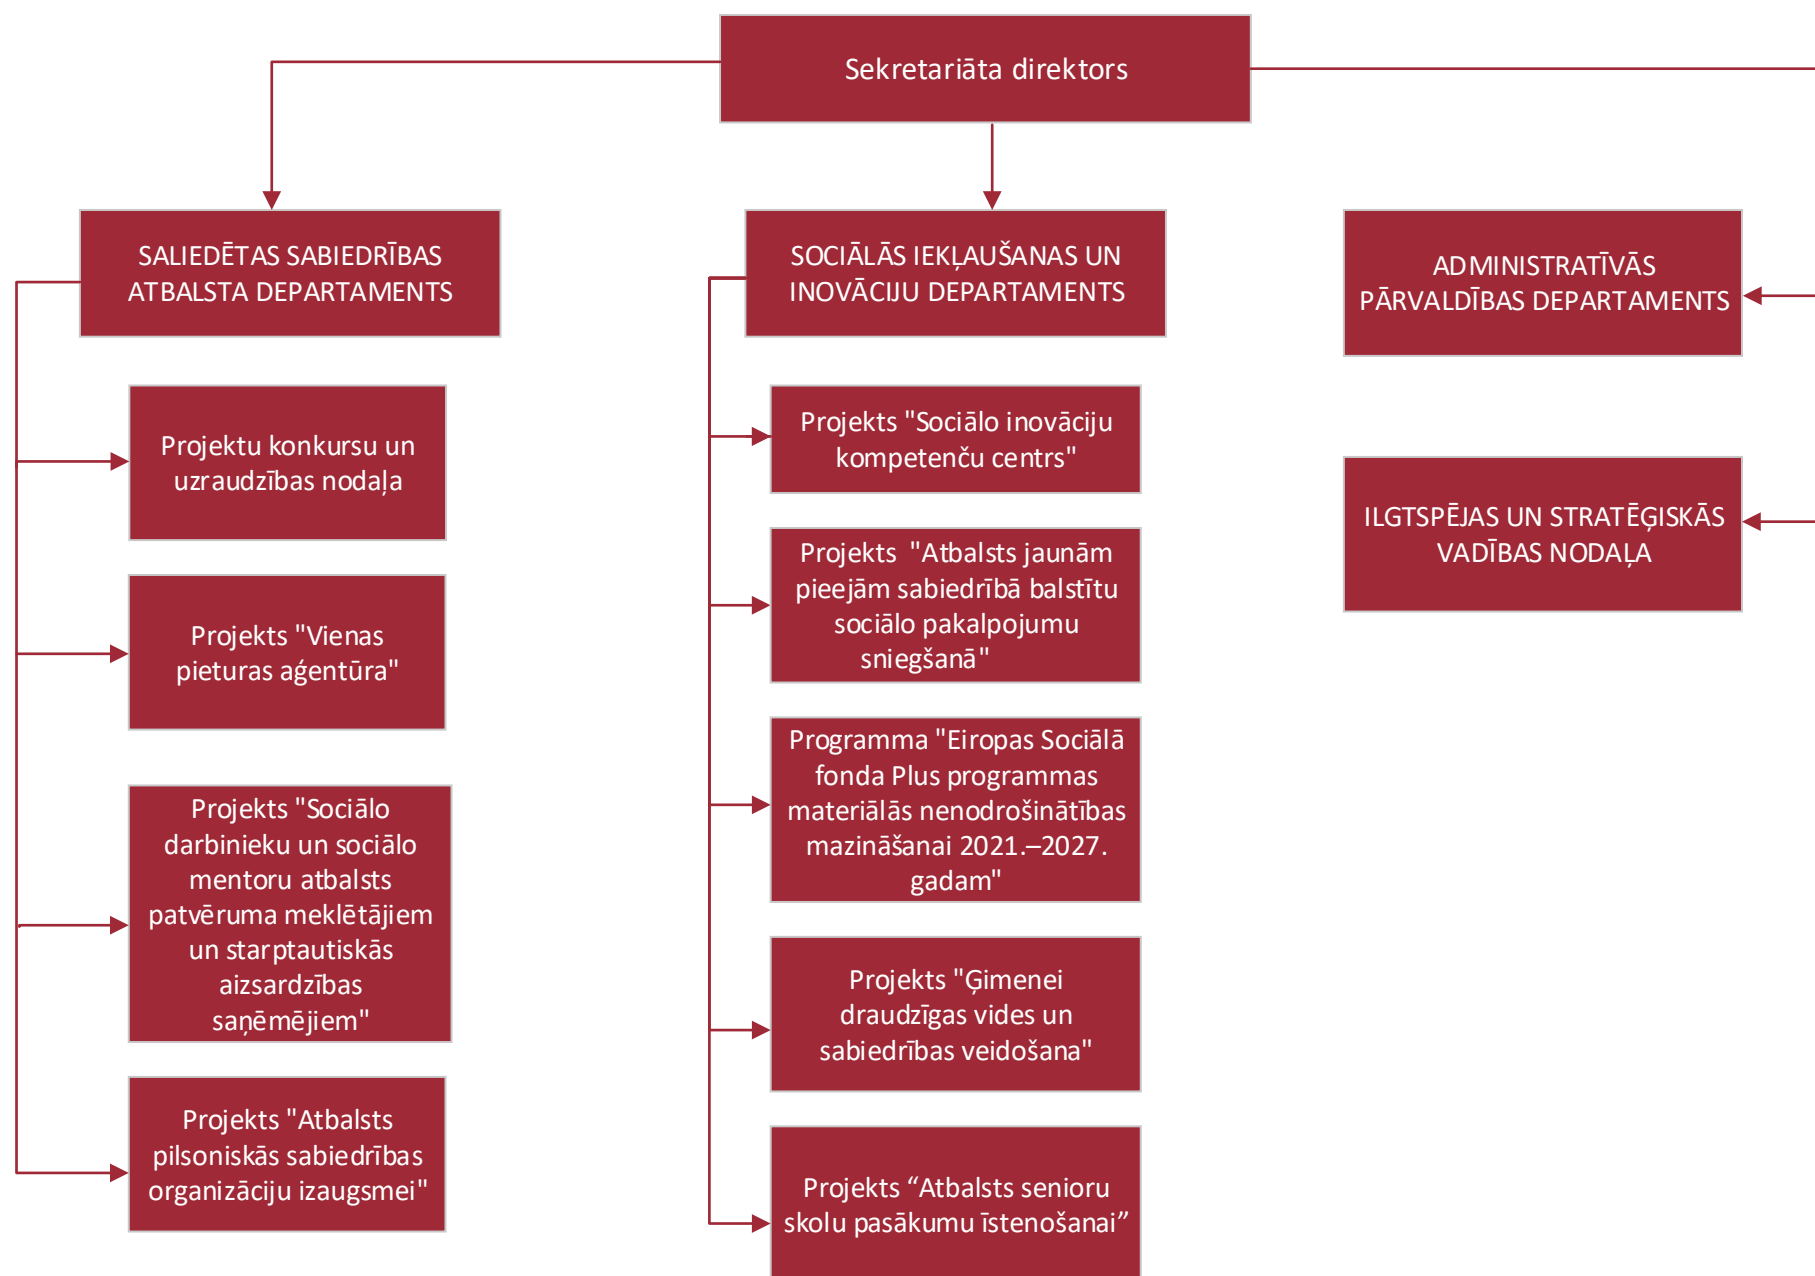 Sekretariāta direktors
SALIEDĒTAS SABIEDRĪBAS
ATBALSTA DEPARTAMENTS
Projektu konkursu un
uzraudzības nodaļa
Projekts "Vienas
pieturas aģentūra"
Projekts "Sociālo
darbinieku un sociālo
mentoru atbalsts
patvēruma meklētājiem
un starptautiskās
aizsardzības
saņēmējiem"
Projekts "Atbalsts
pilsoniskās sabiedrības
organizāciju izaugsmei"
SOCIĀLĀS IEKĻAUŠANAS UN
INOVĀCIJU DEPARTAMENTS
Projekts "Sociālo inovāciju
kompetenču centrs"
Projekts  "Atbalsts jaunām
pieejām sabiedrībā balstītu
sociālo pakalpojumu
sniegšanā"
Programma "Eiropas Sociālā
fonda Plus programmas
materiālās nenodrošinātības
mazināšanai 2021.–2027.
gadam"
Projekts "Ģimenei
draudzīgas vides un
sabiedrības veidošana"
Projekts “Atbalsts senioru
skolu pasākumu īstenošanai”
ADMINISTRATĪVĀS
PĀRVALDĪBAS DEPARTAMENTS
ILGTSPĒJAS UN STRATĒĢISKĀS
VADĪBAS NODAĻA